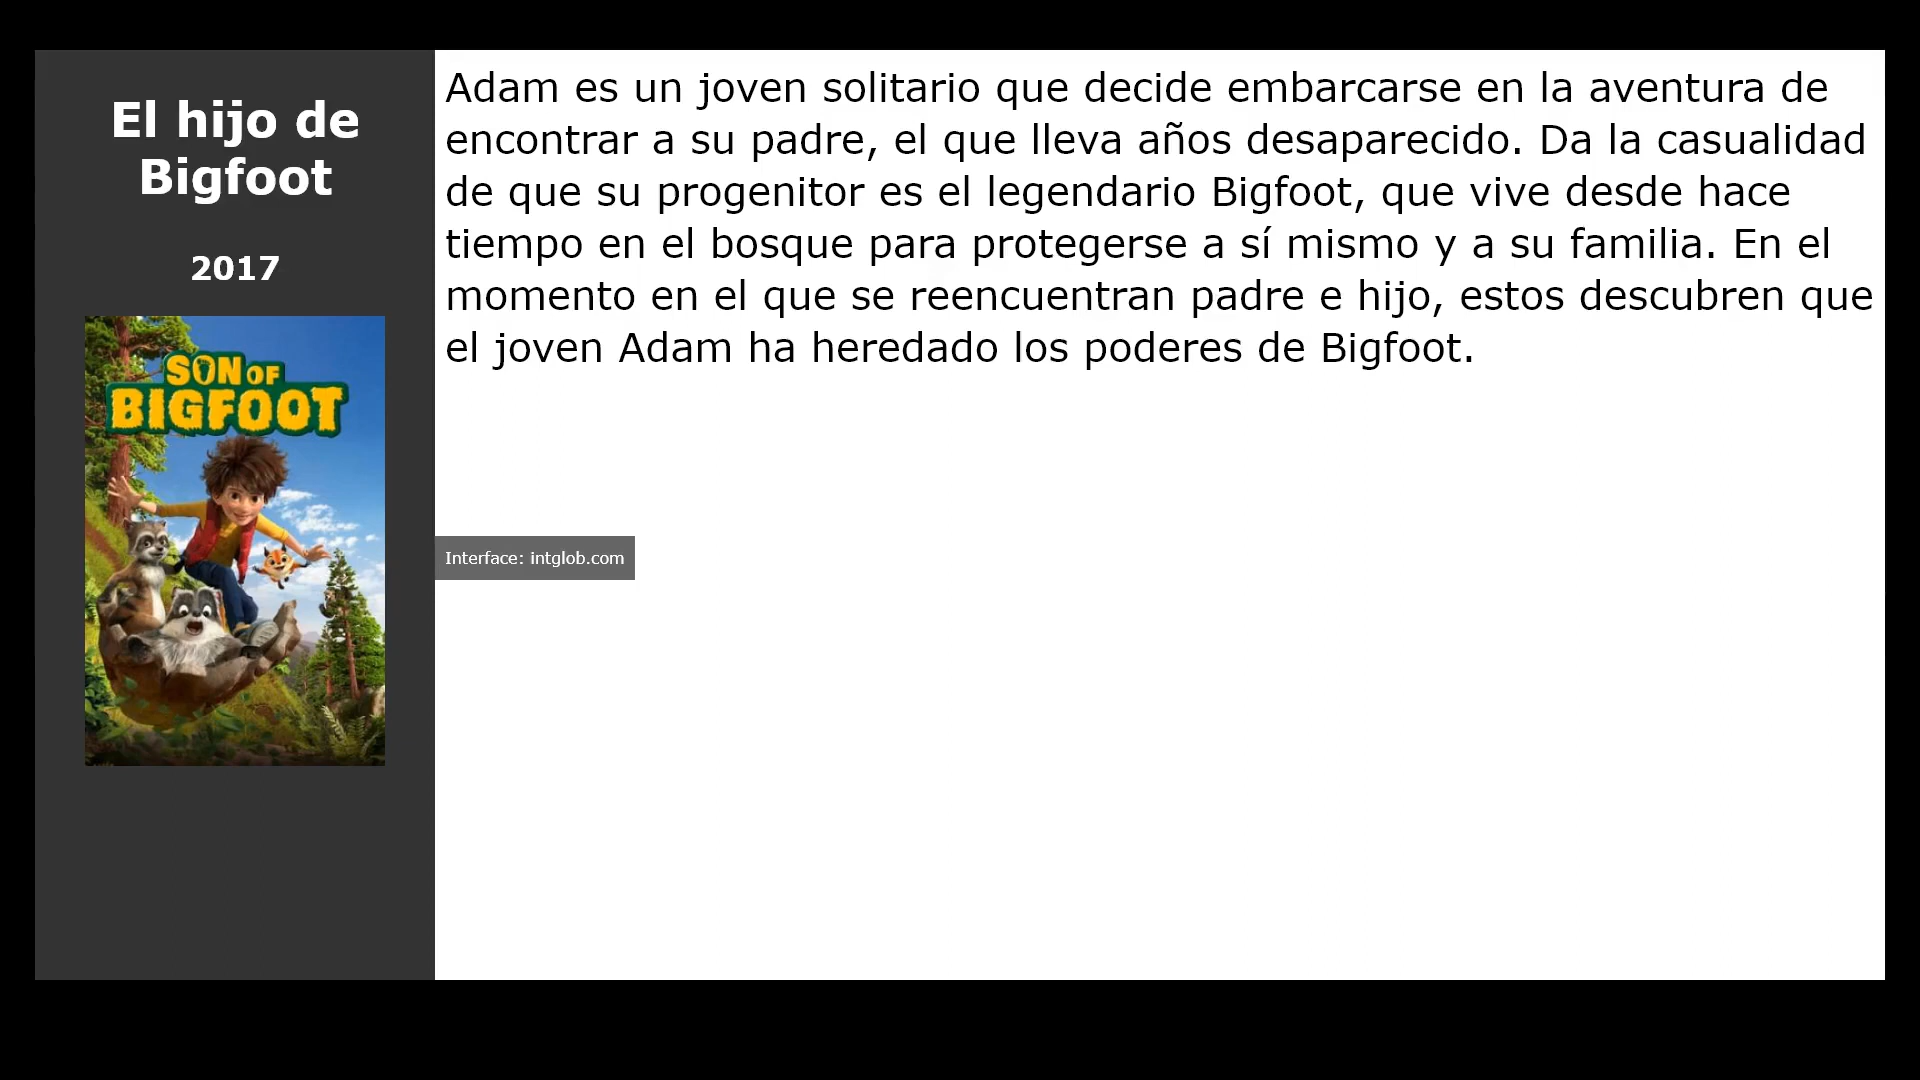 El hijo de
Bigfoot
2017
SON OF
BIGFOOT
Adam es un joven solitario que decide embarcarse en la aventura de
encontrar a su padre, el que lleva años desaparecido. Da la casualidad
de que su progenitor es el legendario Bigfoot, que vive desde hace
tiempo en el bosque para protegerse a sí mismo y a su familia. En el
momento en el que se reencuentran padre e hijo, estos descubren que
el joven Adam ha heredado los poderes de Bigfoot.
Interface: intglob.com